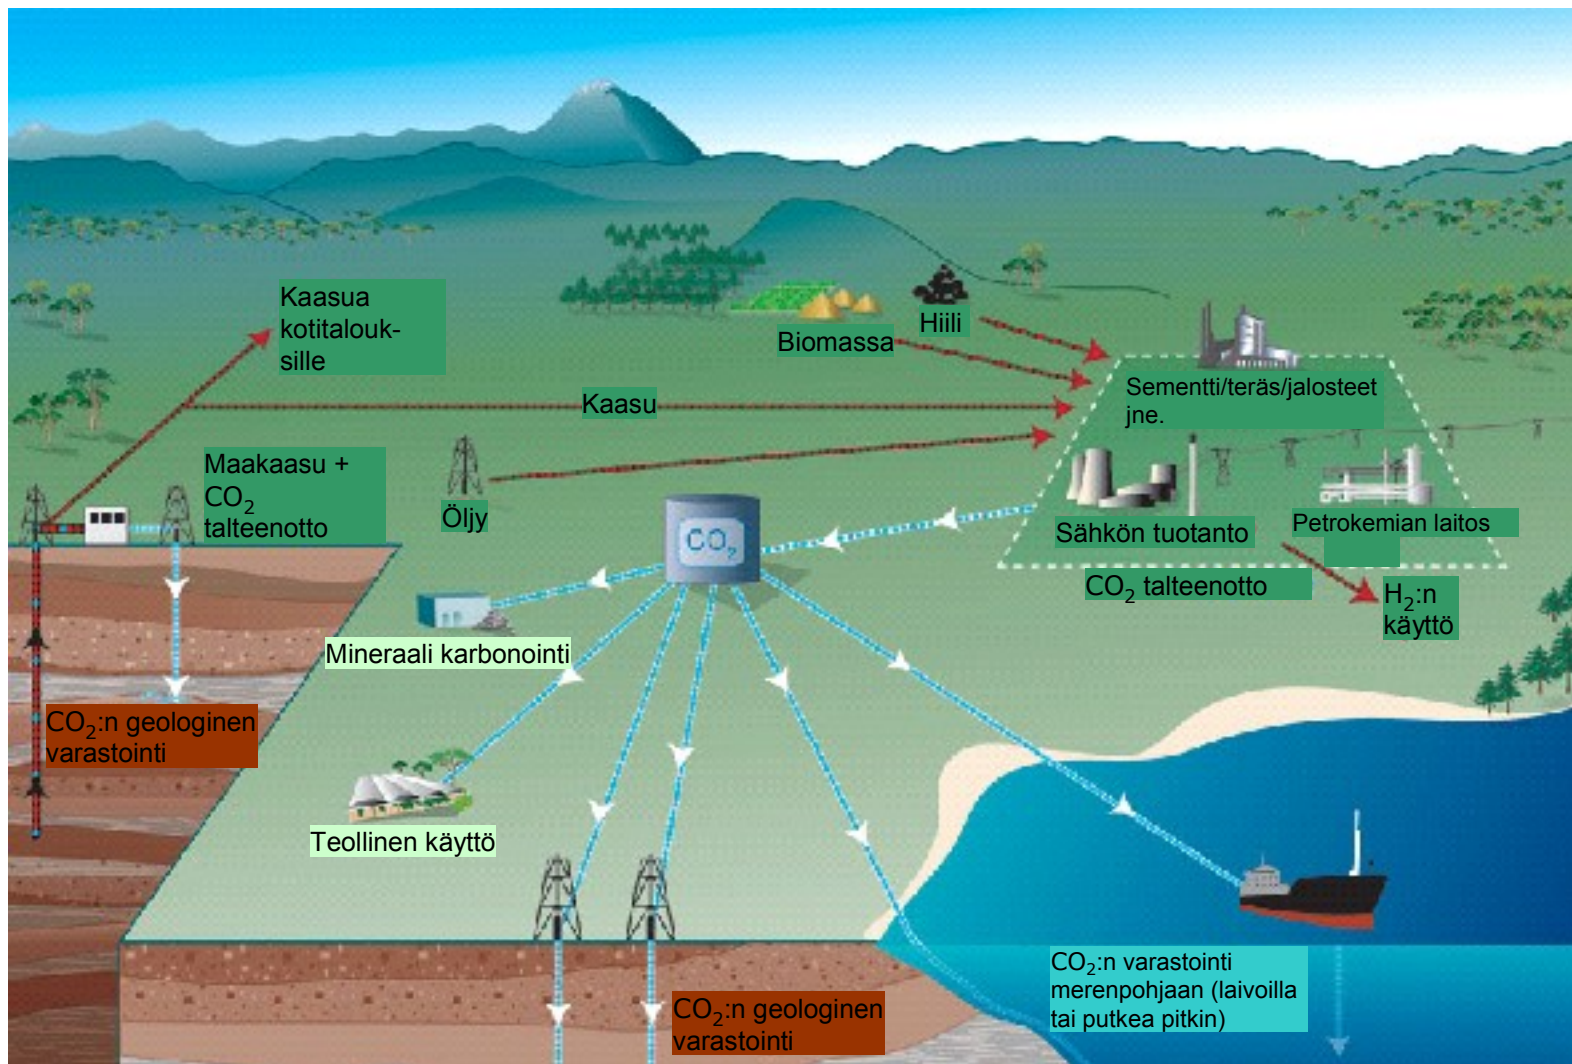 Kaasua
kotitalouk-
sille
Hiili
Biomassa
Sementti/teräs/jalosteet
jne.
Kaasu
Maakaasu +
CO₂
talteenotto
Öljy
CO₂
Sähkön tuotanto
Petrokemian laitos
CO₂ talteenotto
H₂:n
käyttö
Mineraali karbonointi
CO₂:n geologinen
varastointi
Teollinen käyttö
CO₂:n varastointi
merenpohjaan (laivoilla
tai putkea pitkin)
CO₂:n geologinen
varastointi